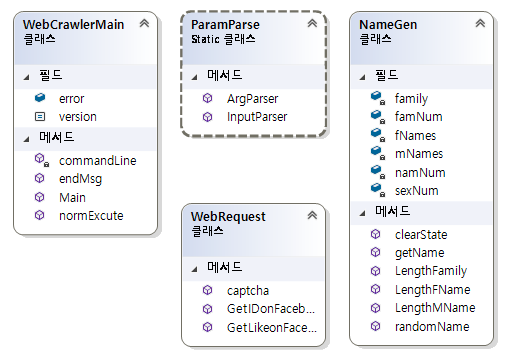 WebCrawlerMain
클래스
필드
error
version
메서드
commandLine
endMsg
Main
normExcute
ParamParse
Static 클래스
메서드
ArgParser
InputParser
WebRequest
클래스
메서드
captcha
GetIDonFaceb...
GetLikeonFace...
NameGen
클래스
필드
family
famNum
fNames
mNames
namNum
sexNum
메서드
clearState
getName
LengthFamily
LengthFName
LengthMName
randomName